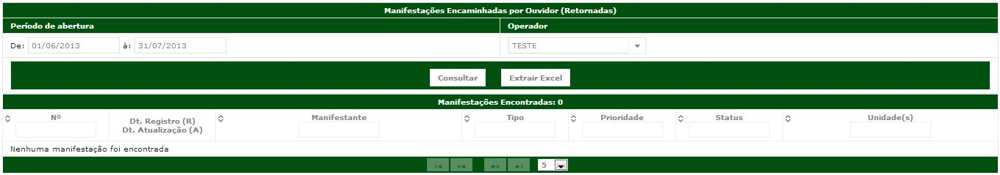 Manifestações Encaminhadas por Ouvidor (Retornadas)
Período de abertura Operador
De: 01/06/2013 à: 31/07/2013 TESTE
Consultar Extrair Excel
Manifestações Encontradas: 0
Nº Dt. Registro (R) Manifestante Tipo Prioridade Status Unidade(s)
Dt. Atualização (A)
Nenhuma manifestação foi encontrada
5